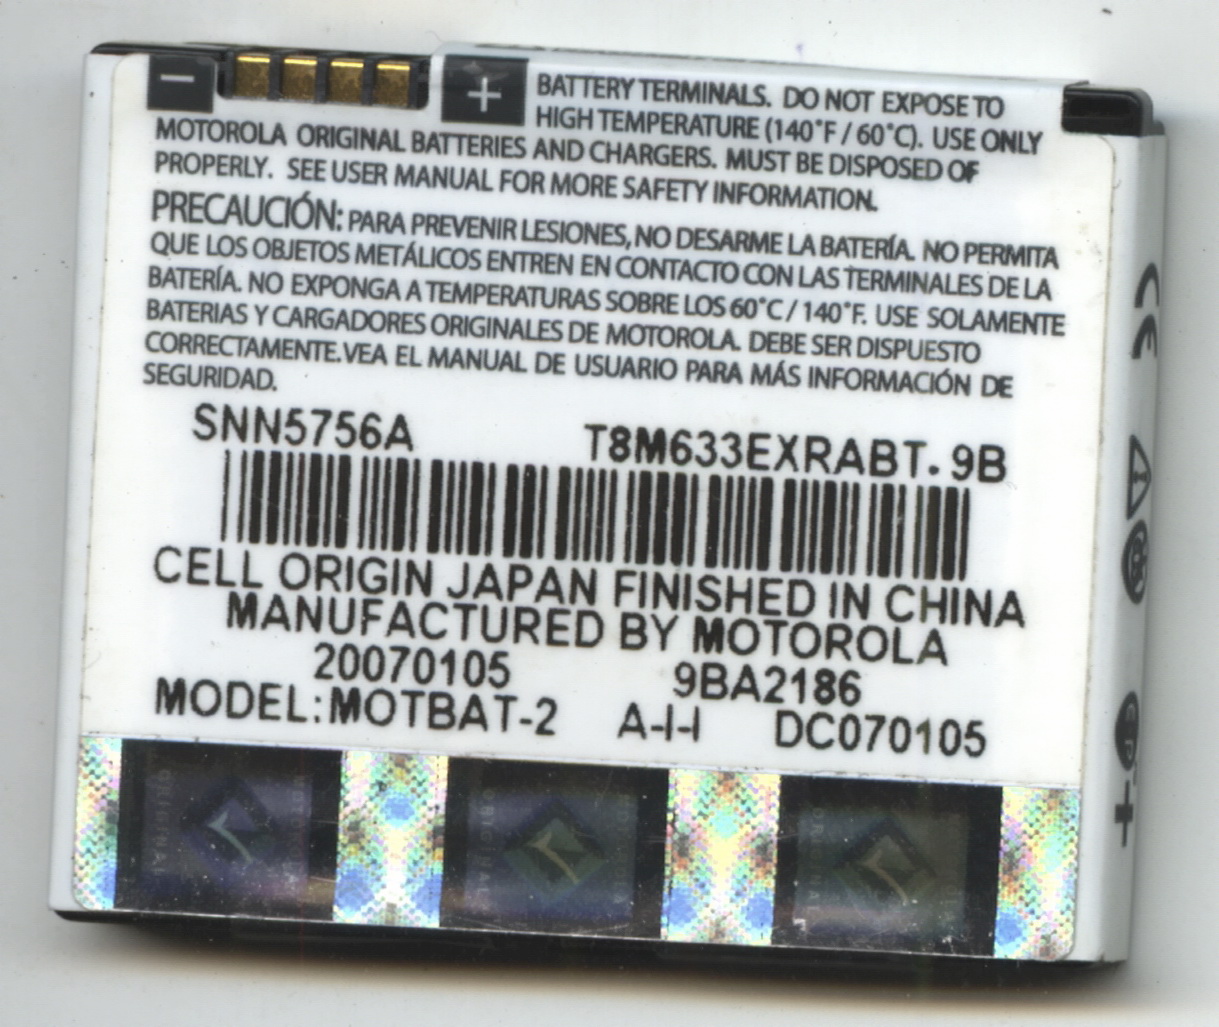 − + BATTERY TERMINALS. DO NOT EXPOSE TO
HIGH TEMPERATURE (140°F / 60°C). USE ONLY
MOTOROLA ORIGINAL BATTERIES AND CHARGERS. MUST BE DISPOSED OF
PROPERLY. SEE USER MANUAL FOR MORE SAFETY INFORMATION.
PRECAUCIÓN: PARA PREVENIR LESIONES, NO DESARME LA BATERÍA. NO PERMITA
QUE LOS OBJETOS METÁLICOS ENTREN EN CONTACTO CON LAS TERMINALES DE LA
BATERÍA. NO EXPONGA A TEMPERATURAS SOBRE LOS 60°C / 140°F. USE SOLAMENTE
BATERIAS Y CARGADORES ORIGINALES DE MOTOROLA. DEBE SER DISPUESTO
CORRECTAMENTE. VEA EL MANUAL DE USUARIO PARA MÁS INFORMACIÓN DE
SEGURIDAD.
SNN5756A T8M633EXRABT.9B
CELL ORIGIN JAPAN FINISHED IN CHINA
MANUFACTURED BY MOTOROLA
20070105 9BA2186
MODEL:MOTBAT-2 A-I-I DC070105
CE
+